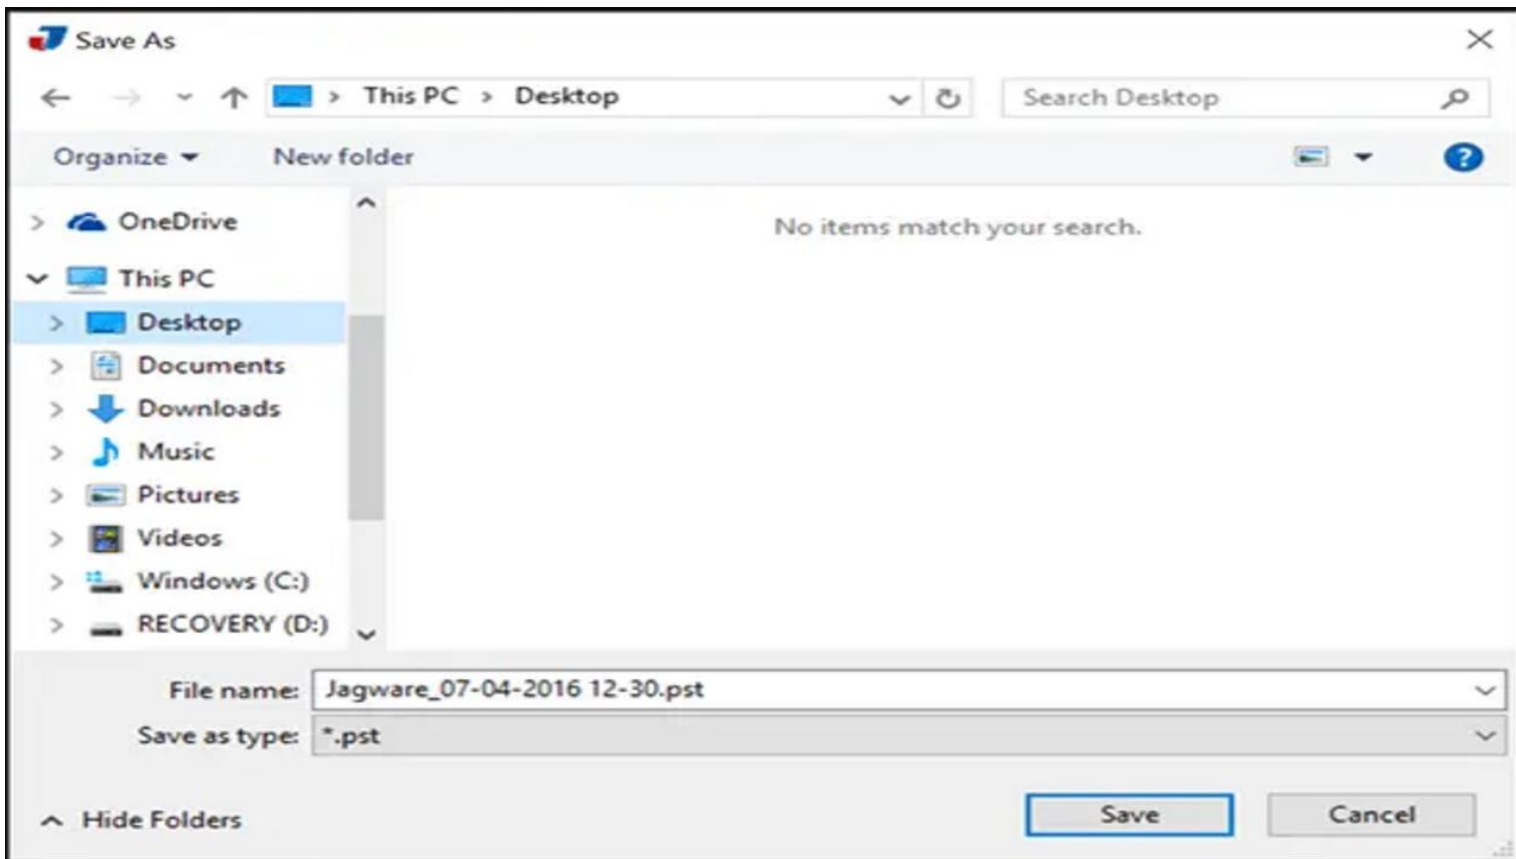 Save As
This PC > Desktop
Search Desktop
Organize
New folder
OneDrive
No items match your search.
This PC
Desktop
Documents
Downloads
Music
Pictures
Videos
Windows (C:)
RECOVERY (D:)
File name: Jagware_07-04-2016 12-30.pst
Save as type: *.pst
Hide Folders
Save
Cancel